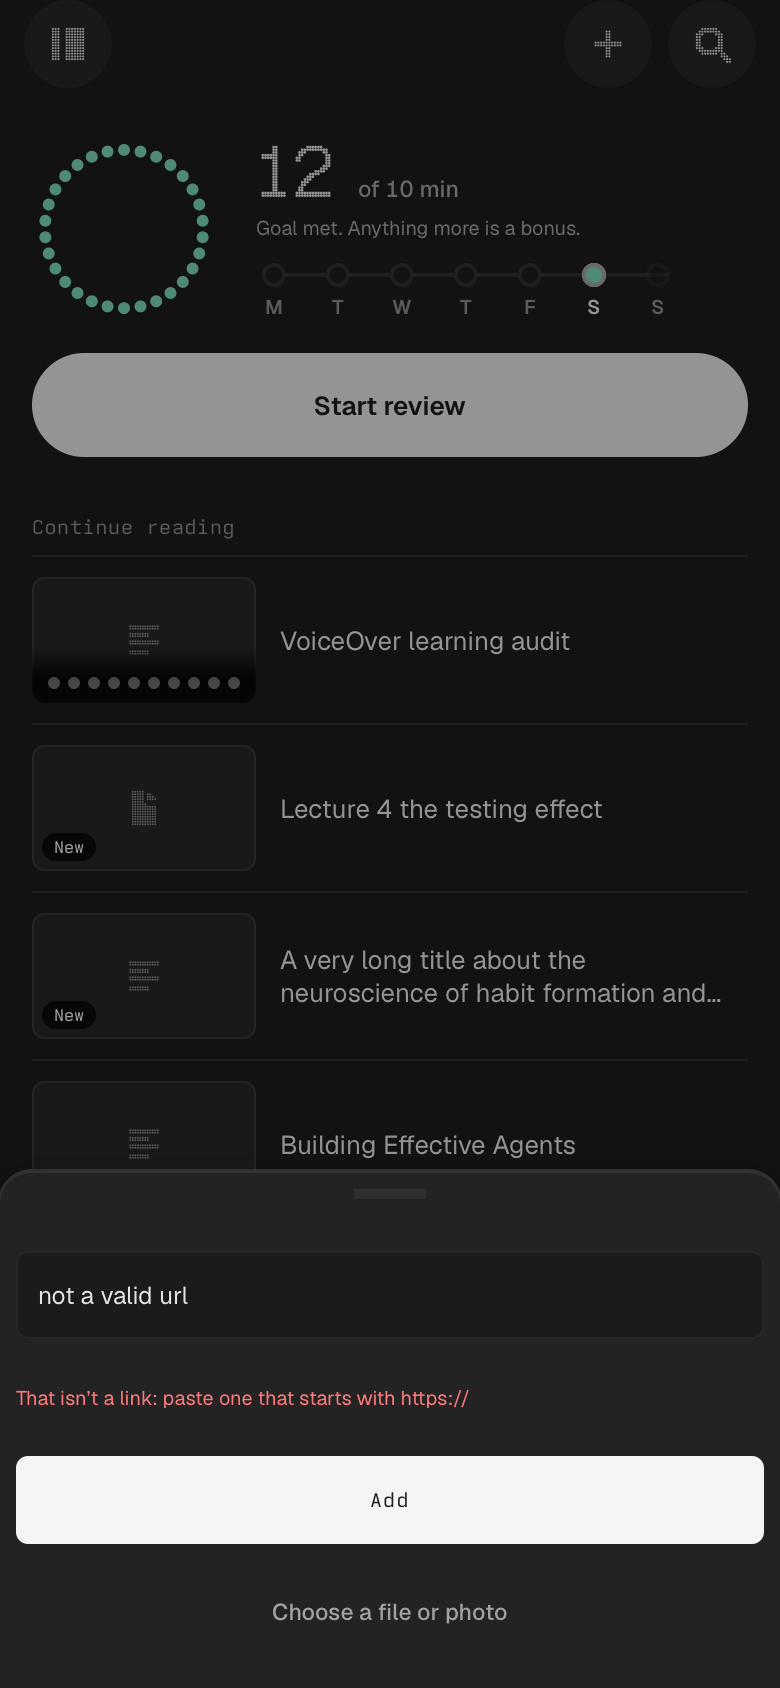 12 of 10 min
Goal met. Anything more is a bonus.
M T W T F S S
Start review
Continue reading
VoiceOver learning audit
Lecture 4 the testing effect
New
A very long title about the
neuroscience of habit formation and…
New
Building Effective Agents
not a valid url
That isn’t a link: paste one that starts with https://
Add
Choose a file or photo